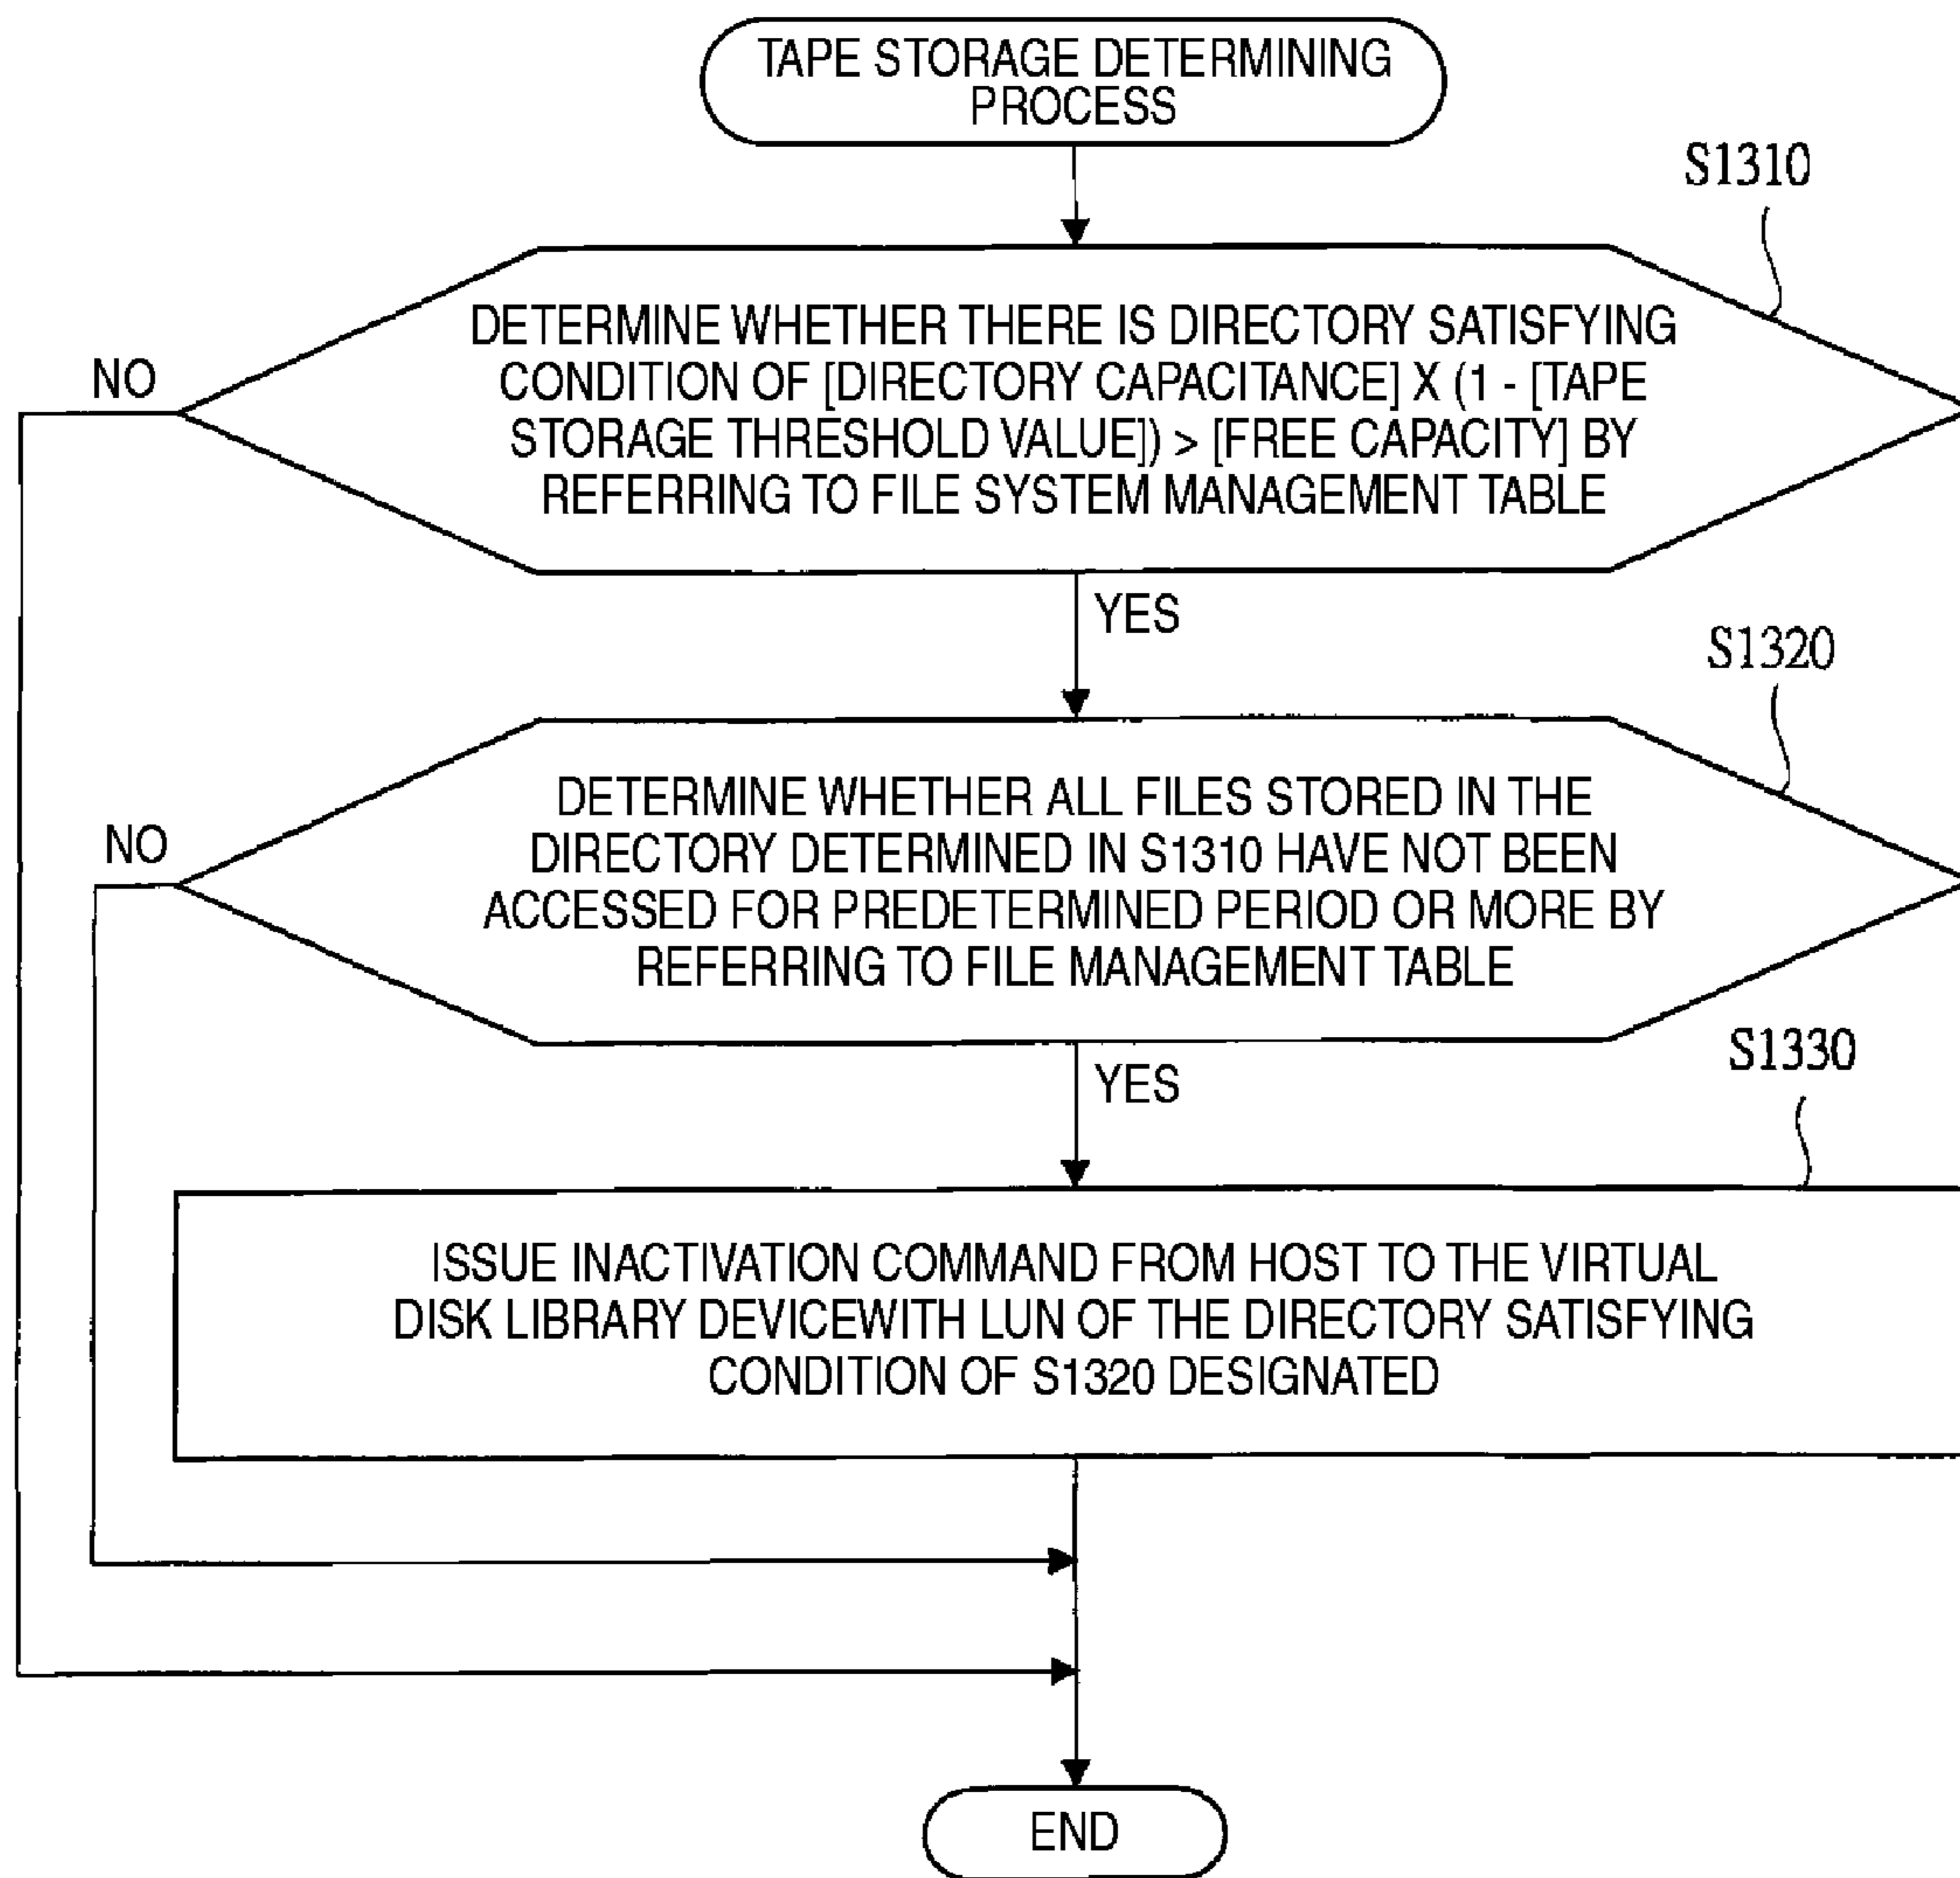 TAPE STORAGE DETERMINING
PROCESS
S1310
DETERMINE WHETHER THERE IS DIRECTORY SATISFYING
CONDITION OF [DIRECTORY CAPACITANCE] X (1 - [TAPE
STORAGE THRESHOLD VALUE]) > [FREE CAPACITY] BY
REFERRING TO FILE SYSTEM MANAGEMENT TABLE
NO
YES
S1320
DETERMINE WHETHER ALL FILES STORED IN THE
DIRECTORY DETERMINED IN S1310 HAVE NOT BEEN
ACCESSED FOR PREDETERMINED PERIOD OR MORE BY
REFERRING TO FILE MANAGEMENT TABLE
NO
YES
S1330
ISSUE INACTIVATION COMMAND FROM HOST TO THE VIRTUAL
DISK LIBRARY DEVICEWITH LUN OF THE DIRECTORY SATISFYING
CONDITION OF S1320 DESIGNATED
END